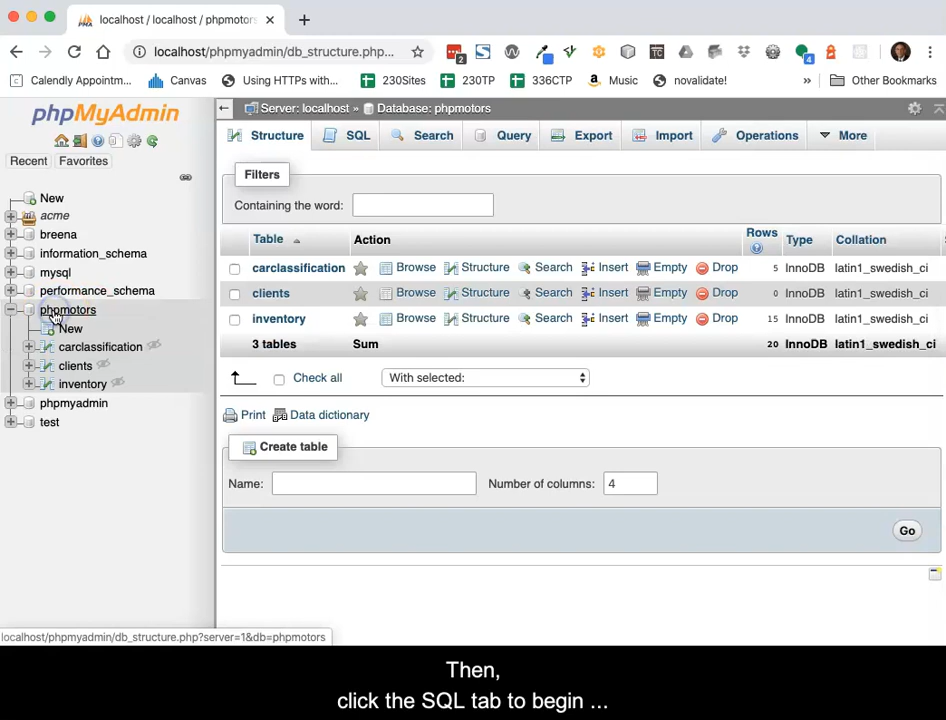 localhost / localhost / phpmotors
localhost/phpmyadmin/db_structure.php...
2
4
Calendly Appointm...
Canvas
Using HTTPs with...
230Sites
230TP
336CTP
Music
novalidate!
»
Other Bookmarks
phpMyAdmin
Recent
Favorites
New
acme
breena
information_schema
mysql
performance_schema
phpmotors
New
carclassification
clients
inventory
phpmyadmin
test
Server: localhost » Database: phpmotors
Structure
SQL
Search
Query
Export
Import
Operations
More
Filters
Containing the word:
Table Action Rows Type Collation
carclassification Browse Structure Search Insert Empty Drop 5 InnoDB latin1_swedish_ci
clients Browse Structure Search Insert Empty Drop 0 InnoDB latin1_swedish_ci
inventory Browse Structure Search Insert Empty Drop 15 InnoDB latin1_swedish_ci
3 tables Sum 20 InnoDB latin1_swedish_ci
Check all With selected:
Print Data dictionary
Create table
Name: Number of columns: 4
Go
localhost/phpmyadmin/db_structure.php?server=1&db=phpmotors
Then,
click the SQL tab to begin ...